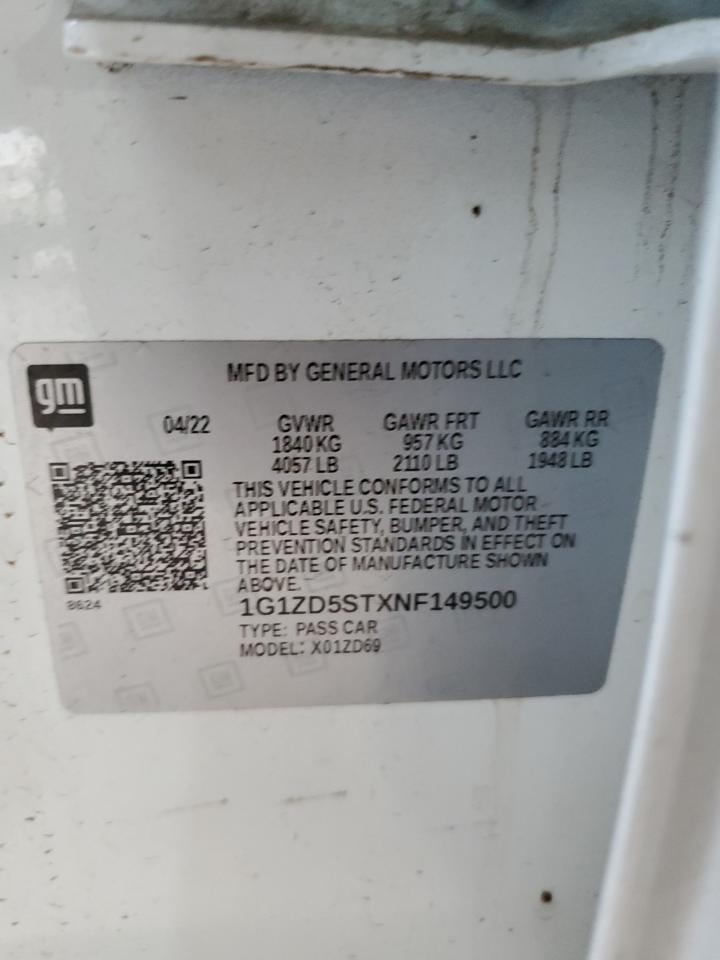 gm
MFD BY GENERAL MOTORS LLC
04/22 GVWR GAWR FRT GAWR RR
1840 KG 957 KG 884 KG
4057 LB 2110 LB 1948 LB
THIS VEHICLE CONFORMS TO ALL
APPLICABLE U.S. FEDERAL MOTOR
VEHICLE SAFETY, BUMPER, AND THEFT
PREVENTION STANDARDS IN EFFECT ON
THE DATE OF MANUFACTURE SHOWN
ABOVE.
8624
1G1ZD5STXNF149500
TYPE: PASS CAR
MODEL: X01ZD69